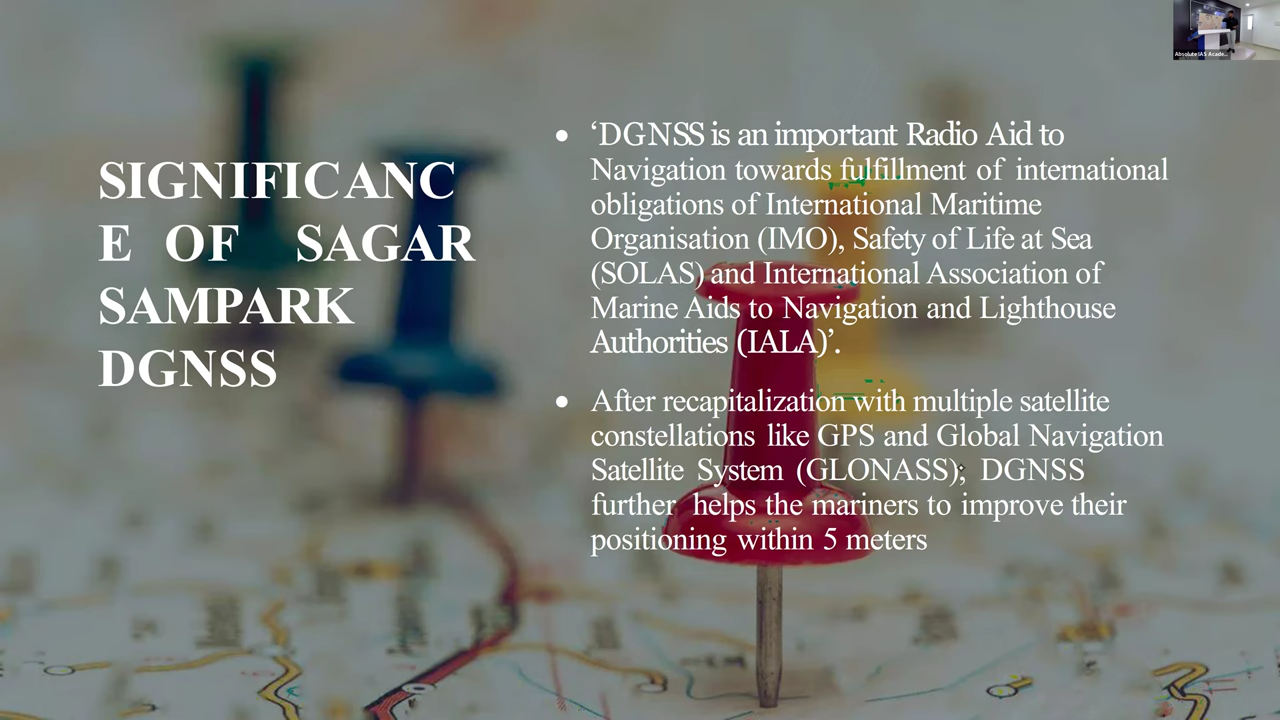 SIGNIFICANC
E OF SAGAR
SAMPARK
DGNSS
• ‘DGNSS is an important Radio Aid to
Navigation towards fulfillment of international
obligations of International Maritime
Organisation (IMO), Safety of Life at Sea
(SOLAS) and International Association of
Marine Aids to Navigation and Lighthouse
Authorities (IALA)’.
• After recapitalization with multiple satellite
constellations like GPS and Global Navigation
Satellite System (GLONASS); DGNSS
further helps the mariners to improve their
positioning within 5 meters
Absolute IAS Acade...